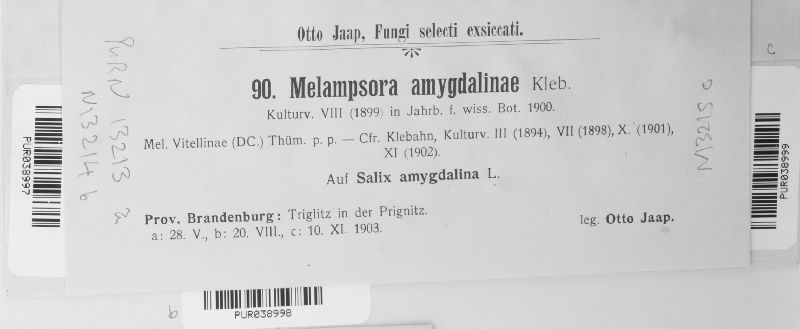 Otto Jaap, Fungi selecti exsiccati.
90. Melampsora amygdalinae Kleb.
Kulturv. VIII (1899) in Jahrb. f. wiss. Bot. 1900.
Mel. Vitellinae (DC.) Thüm. p. p. — Cfr. Klebahn, Kulturv. III (1894), VII (1898), X. (1901),
XI (1902).
Auf Salix amygdalina L.
Prov. Brandenburg: Triglitz in der Prignitz.
a: 28. V., b: 20. VIII., c: 10. XI. 1903.
leg. Otto Jaap.
PURN 13213 a
N13214 b
N13215 c
PUR038997
c
PUR038999
b
PUR038998